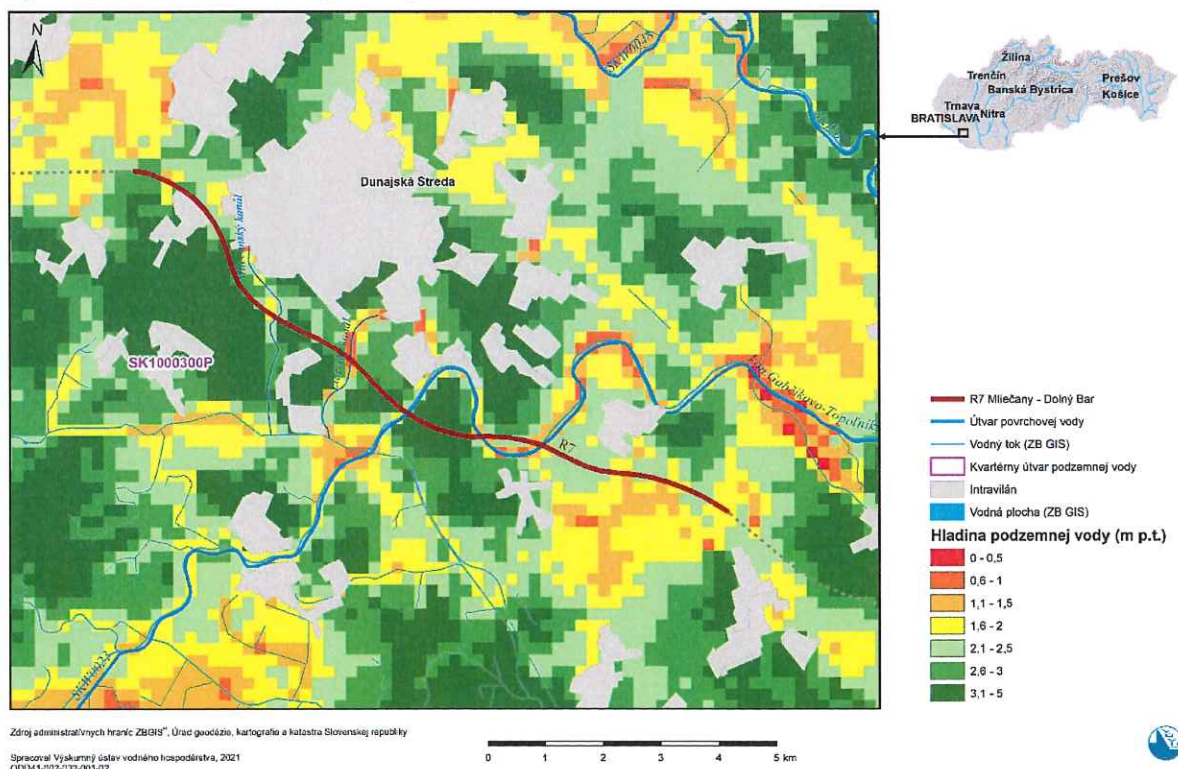 N
SKW0048
Žilina
Trenčín
Prešov
Banská Bystrica
Košice
Trnava
Nitra
BRATISLAVA
Dunajská Streda
SK1000300P
Gabčíkovo-Topoľník
R7
SKW0022
R7 Mliečany - Dolný Bar
Útvar povrchovej vody
Vodný tok (ZB GIS)
Kvartérny útvar podzemnej vody
Intravilán
Vodná plocha (ZB GIS)
Hladina podzemnej vody (m p.t.)
0 - 0,5
0,6 - 1
1,1 - 1,5
1,6 - 2
2,1 - 2,5
2,6 - 3
3,1 - 5
Zdroj administratívnych hraníc ZBGIS®, Úrad geodézie, kartografie a katastra Slovenskej republiky
Spracoval Výskumný ústav vodného hospodárstva, 2021
0 1 2 3 4 5 km